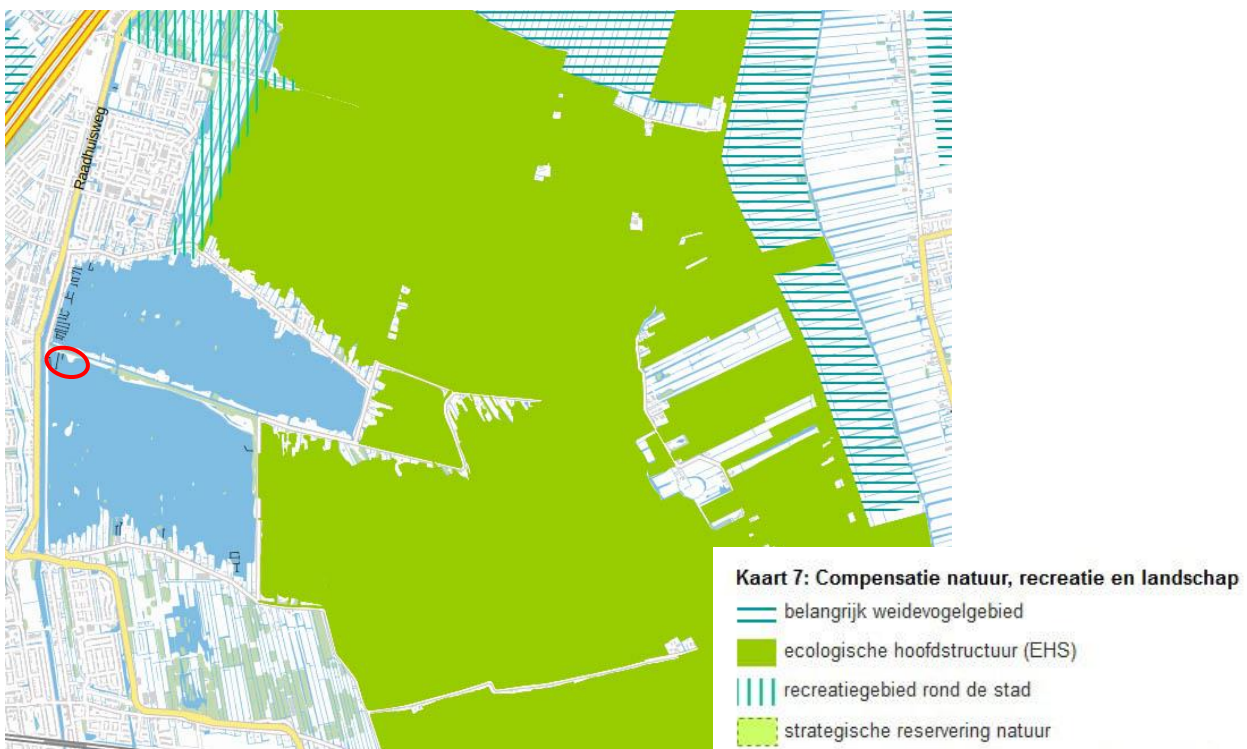 Raadhuisweg
Kaart 7: Compensatie natuur, recreatie en landschap
belangrijk weidevogelgebied
ecologische hoofdstructuur (EHS)
recreatiegebied rond de stad
strategische reservering natuur